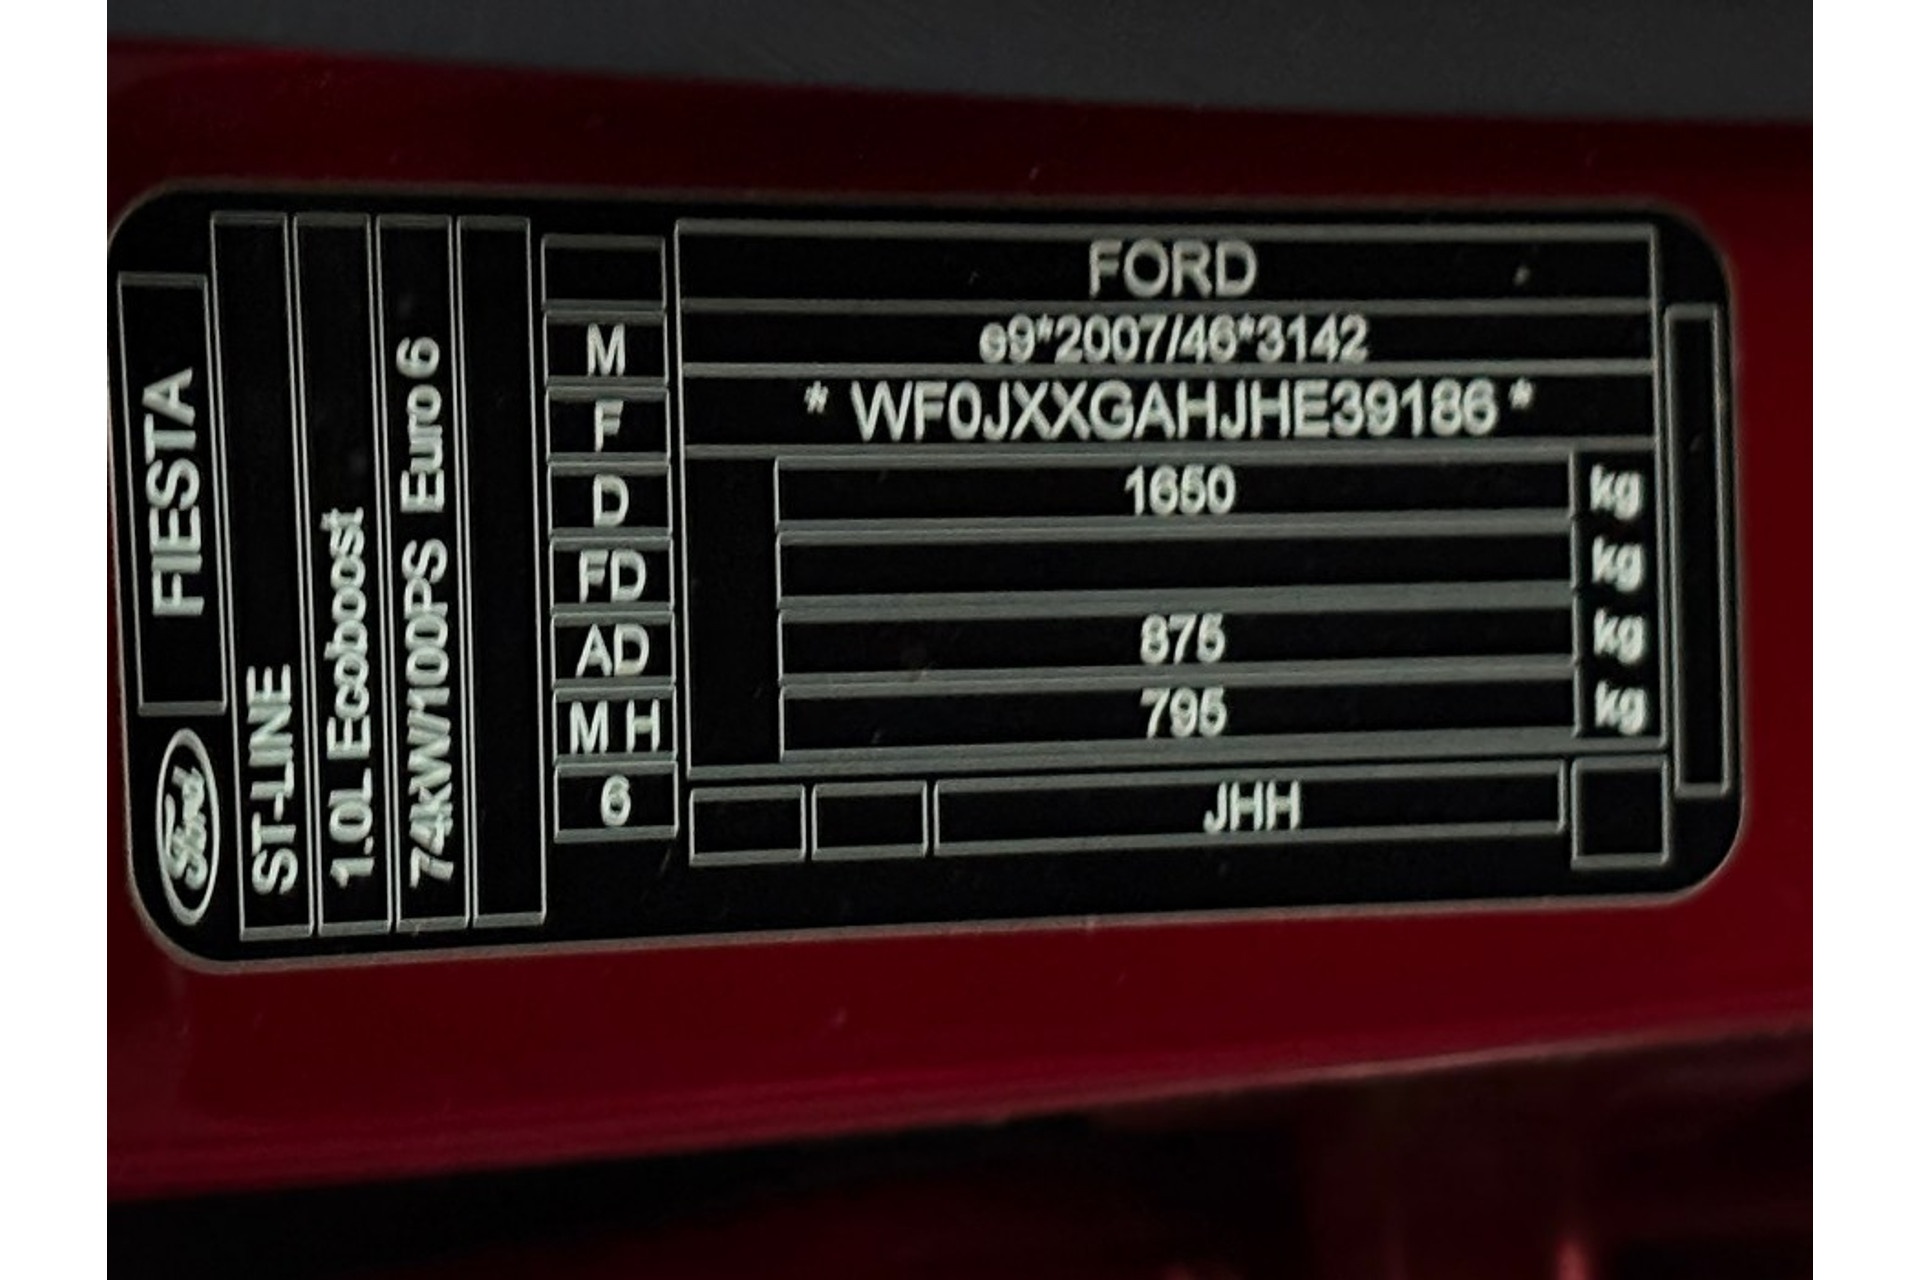 FORD
e9*2007/46*3142
* WF0JXXGAHJHE39186 *
1650 kg
kg
875 kg
795 kg
JHH
M
F
D
FD
AD
M H
6
FIESTA
Ford
ST-LINE
1.0L Ecoboost
74kW/100PS Euro 6